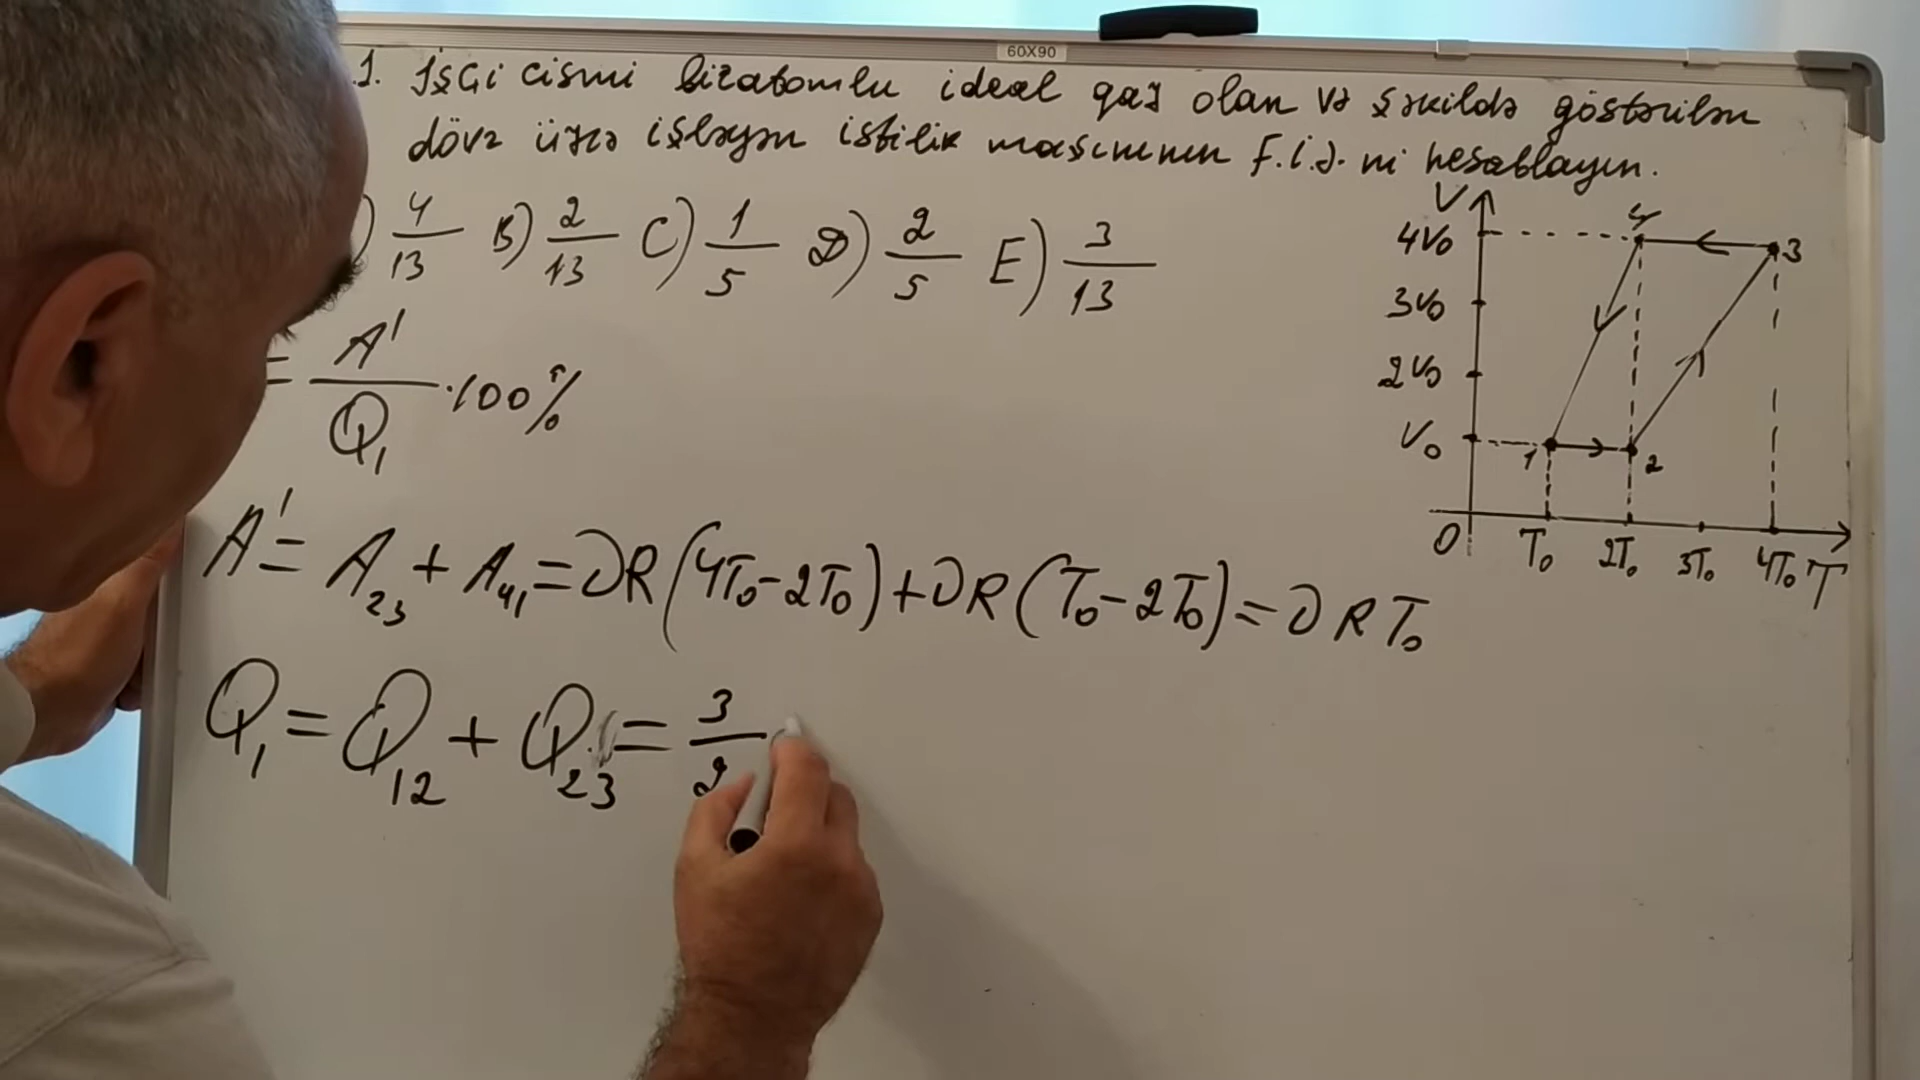 60X90
1. İşçi cismi biratomlu ideal qaz olan və şəkildə göstərilən
dövr üzrə işləyən istilik maşınının f.i.ə. ni hesablayın.
) 4/13 B) 2/13 C) 1/5 D) 2/5 E) 3/13
= A'/Q₁ · 100%
A' = A₂₃ + A₄₁ = νR(4T₀ - 2T₀) + νR(T₀ - 2T₀) = νRT₀
Q₁ = Q₁₂ + Q₂₃ = 3/2
V
4V₀ 4 3
3V₀
2V₀
V₀ 1 2
0 T₀ 2T₀ 3T₀ 4T₀ T